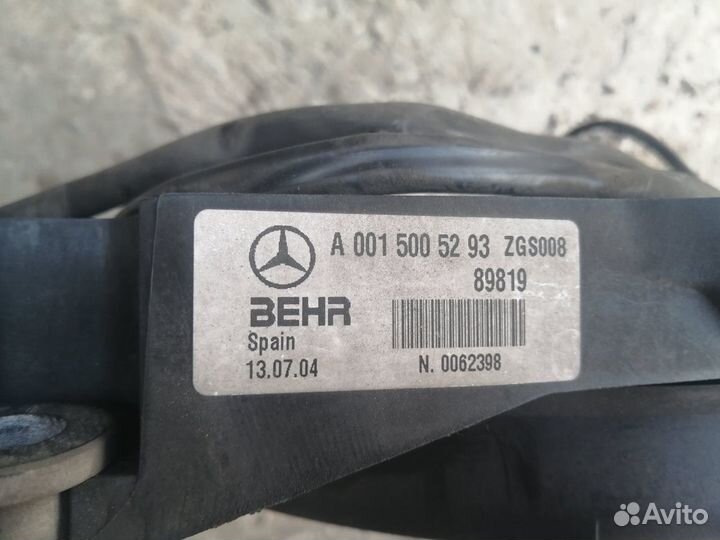 A 001 500 52 93 ZGS008
89819
BEHR
Spain
13.07.04
N. 0062398
Avito